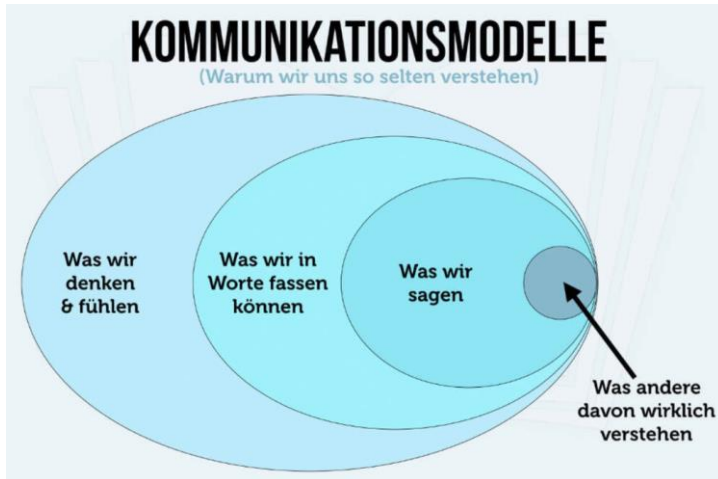 KOMMUNIKATIONSMODELLE
(Warum wir uns so selten verstehen)
Was wir
denken
& fühlen
Was wir in
Worte fassen
können
Was wir
sagen
Was andere
davon wirklich
verstehen